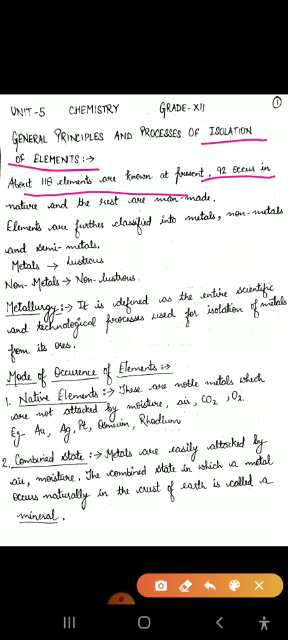 1
UNIT-5 CHEMISTRY GRADE-XII
GENERAL PRINCIPLES AND PROCESSES OF ISOLATION
OF ELEMENTS:→
About 118 elements are known at present, 92 occur in
nature and the rest are man-made.
Elements are further classified into metals, non-metals
and semi-metals.
Metals → Lustrous
Non-Metals → Non-lustrous.
Metallurgy:→ It is defined as the entire scientific
and technological processes used for isolation of metals
from its ores.
Mode of Occurence of Elements:→
1. Native Elements:→ These are noble metals which
are not attacked by moisture, air, CO2, O2.
Eg- Au, Ag, Pt, Osmium, Rhodium
2. Combined State:→ Metals are easily attacked by
air, moisture. The combined state in which a metal
occurs naturally in the crust of earth is called a
mineral.